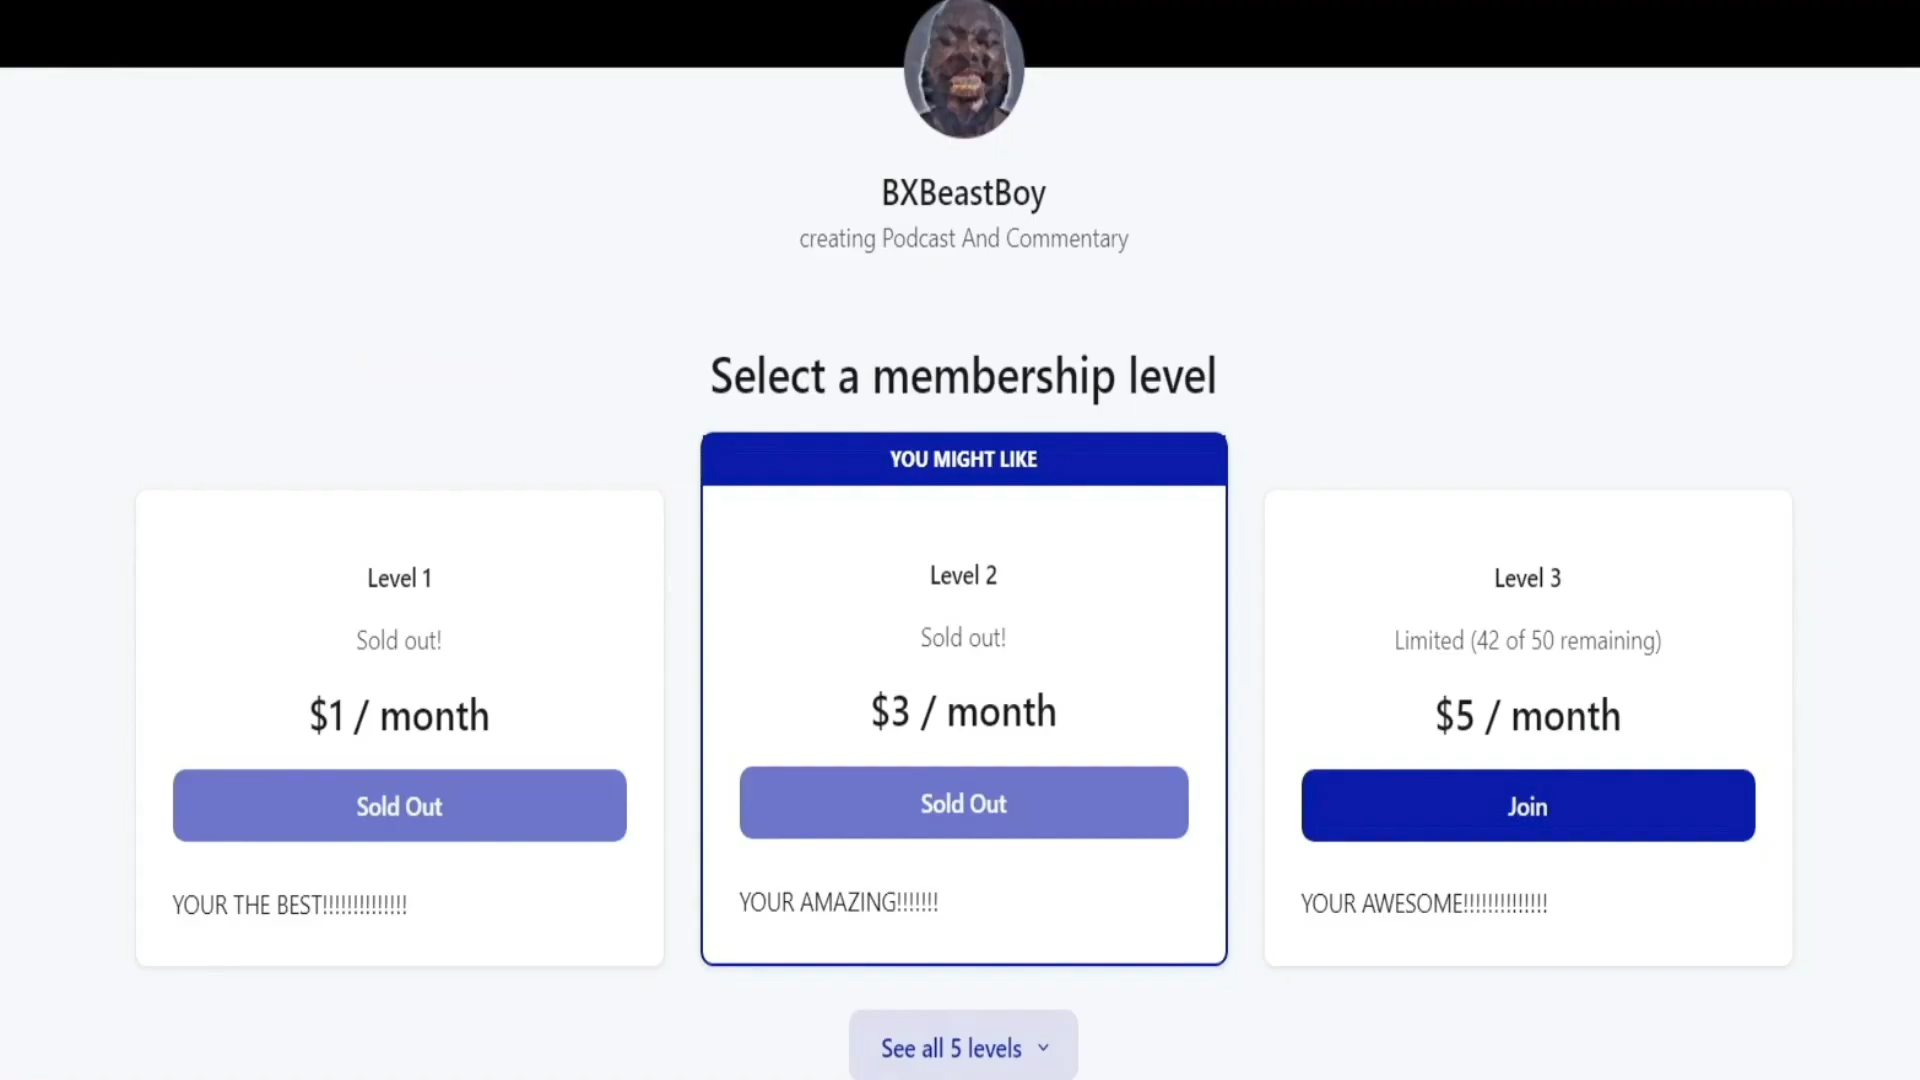 BXBeastBoy
creating Podcast And Commentary
Select a membership level
YOU MIGHT LIKE
Level 1
Sold out!
$1 / month
Sold Out
YOUR THE BEST!!!!!!!!!!!!!!
Level 2
Sold out!
$3 / month
Sold Out
YOUR AMAZING!!!!!!!
Level 3
Limited (42 of 50 remaining)
$5 / month
Join
YOUR AWESOME!!!!!!!!!!!!!!
See all 5 levels